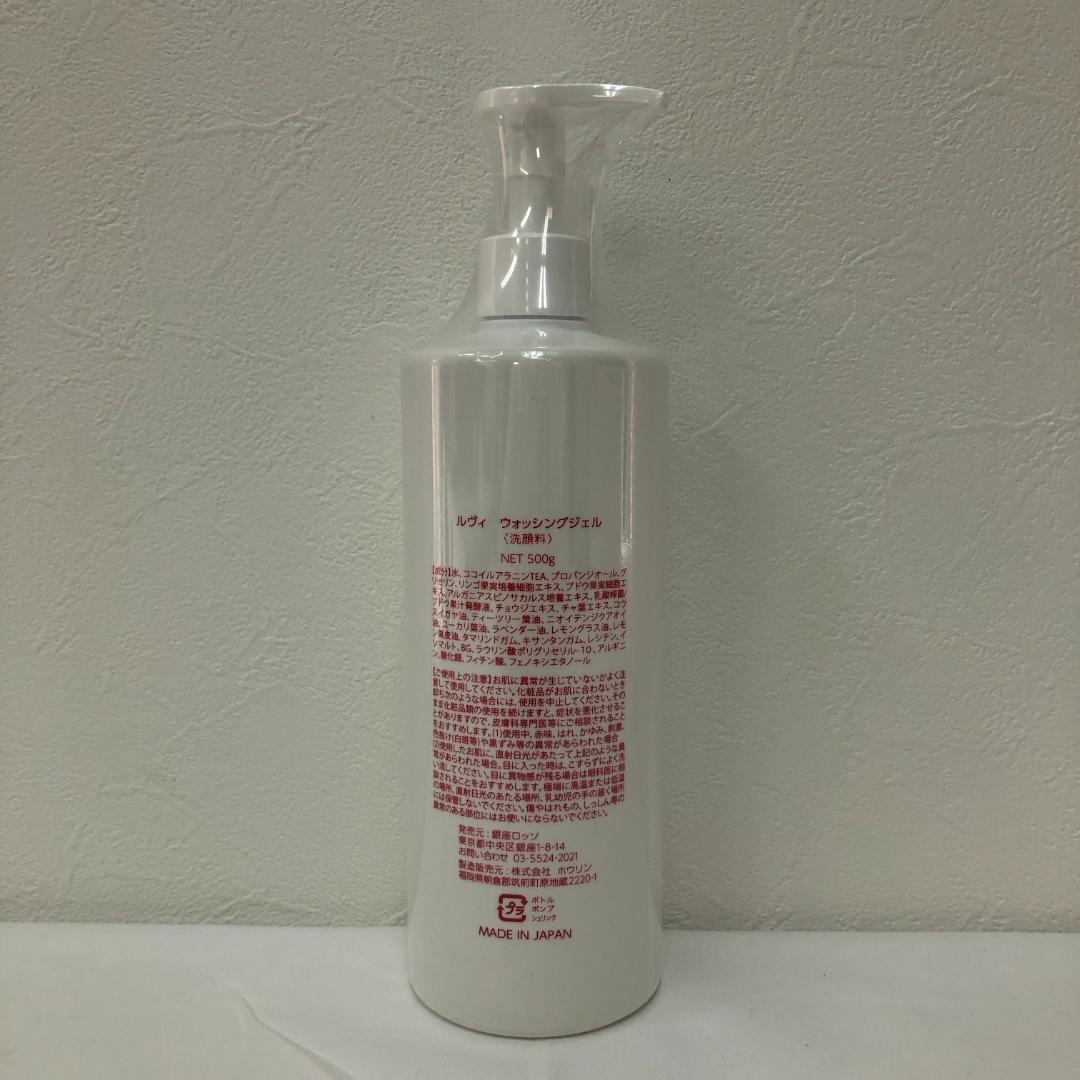 ルヴィ ウォッシングジェル
〈洗顔料〉
NET 500g
【成分】水、ココイルアラニンTEA、プロパンジオール、グ
リセリン、リンゴ果実培養細胞エキス、ブドウ果実細胞エ
キス、アルガニアスピノサカルス培養エキス、乳酸桿菌/
ブドウ果汁発酵液、チョウジエキス、チャ葉エキス、コウ
スイガヤ油、ティーツリー葉油、ニオイテンジクアオイ
油、ユーカリ葉油、ラベンダー油、レモングラス油、レモ
ン果皮油、タマリンドガム、キサンタンガム、レシチン、イ
ソマルト、BG、ラウリン酸ポリグリセリル-10、アルギニ
ン、酸化銀、フィチン酸、フェノキシエタノール
【ご使用上の注意】お肌に異常が生じていないかよく注
意して使用してください。化粧品がお肌に合わないとき
即ち次のような場合には、使用を中止してください。その
まま化粧品類の使用を続けますと、症状を悪化させるこ
とがありますので、皮膚科専門医等にご相談されること
をおすすめします。(1)使用中、赤味、はれ、かゆみ、刺激、
色抜け(白斑等)や黒ずみ等の異常があらわれた場合
(2)使用したお肌に、直射日光があたって上記のような異
常があらわれた場合。目に入った時は、こすらずによく洗
い流してください。目に異物感が残る場合は眼科医に相
談されることをおすすめします。極端に高温または低温
の場所、直射日光のあたる場所、乳幼児の手の届く場所
には保管しないでください。傷やはれもの、しっしん等の
異常のある部位にはお使いにならないでください。
発売元：銀座ロッソ
東京都中央区銀座1-8-14
お問い合わせ 03-5524-2021
製造販売元：株式会社 ホウリン
福岡県朝倉郡筑前町原地蔵2220-1
プラ
ボトル
ポンプ
シュリンク
MADE IN JAPAN